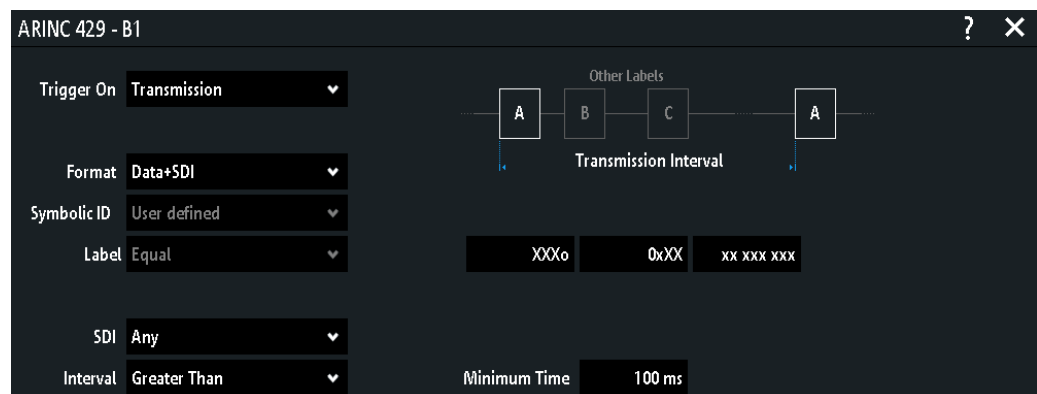 ARINC 429 - B1 ? ✕
Other Labels
Trigger On Transmission
A B C A
Transmission Interval
Format Data+SDI
Symbolic ID User defined
Label Equal XXXo 0xXX xx xxx xxx
SDI Any
Interval Greater Than Minimum Time 100 ms